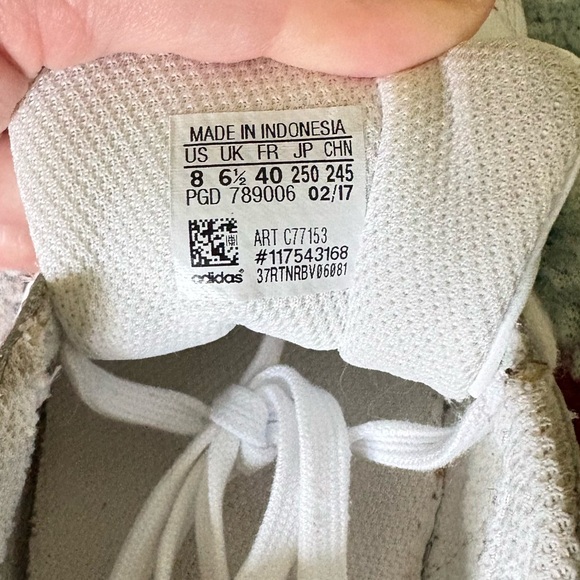 MADE IN INDONESIA
US UK FR JP CHN
8 6½ 40 250 245
PGD 789006 02/17
ART C77153
#117543168
37RTNRBV06081
adidas®